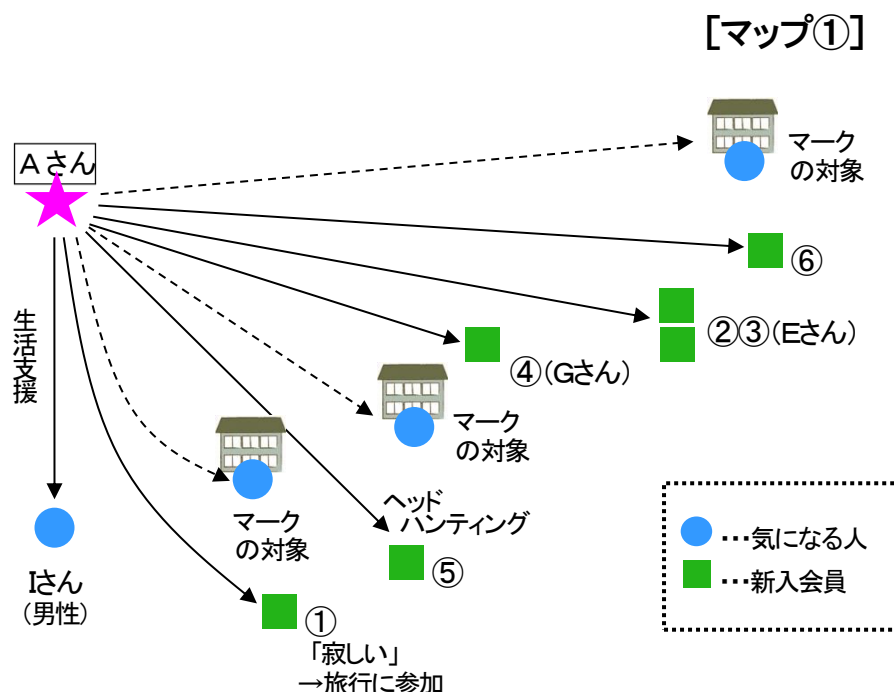 [マップ①]
Aさん
マーク
の対象
⑥
②③(Eさん)
④(Gさん)
生活支援
マーク
の対象
マーク
の対象
ヘッド
ハンティング
⑤
Iさん
(男性)
①
「寂しい」
→旅行に参加
…気になる人
…新入会員